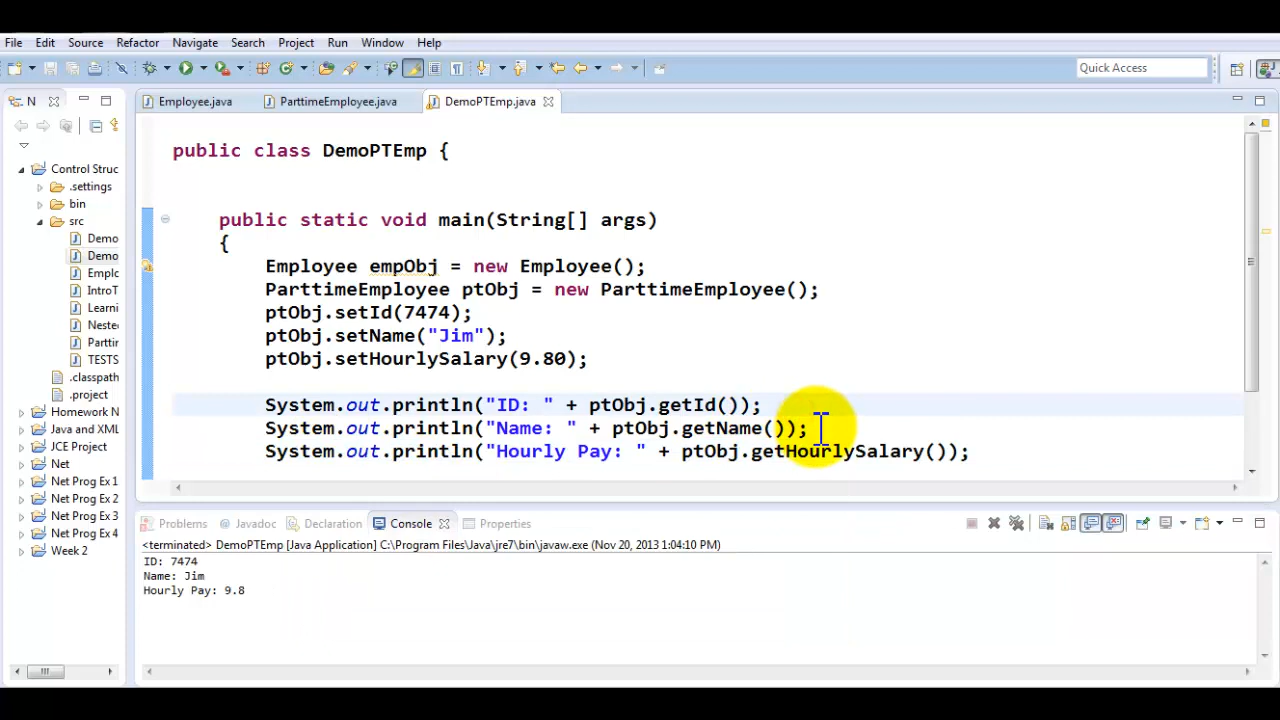 File Edit Source Refactor Navigate Search Project Run Window Help
Quick Access
N
Employee.java ParttimeEmployee.java DemoPTEmp.java
Control Struc
.settings
bin
src
Demo
Demo
Emplc
IntroT
Learni
Neste
Partti
TESTS
.classpath
.project
Homework N
Java and XML
JCE Project
Net
Net Prog Ex 1
Net Prog Ex 2
Net Prog Ex 3
Net Prog Ex 4
Week 2
public class DemoPTEmp {
public static void main(String[] args)
{
Employee empObj = new Employee();
ParttimeEmployee ptObj = new ParttimeEmployee();
ptObj.setId(7474);
ptObj.setName("Jim");
ptObj.setHourlySalary(9.80);
System.out.println("ID: " + ptObj.getId());
System.out.println("Name: " + ptObj.getName());
System.out.println("Hourly Pay: " + ptObj.getHourlySalary());
Problems Javadoc Declaration Console Properties
<terminated> DemoPTEmp [Java Application] C:\Program Files\Java\jre7\bin\javaw.exe (Nov 20, 2013 1:04:10 PM)
ID: 7474
Name: Jim
Hourly Pay: 9.8